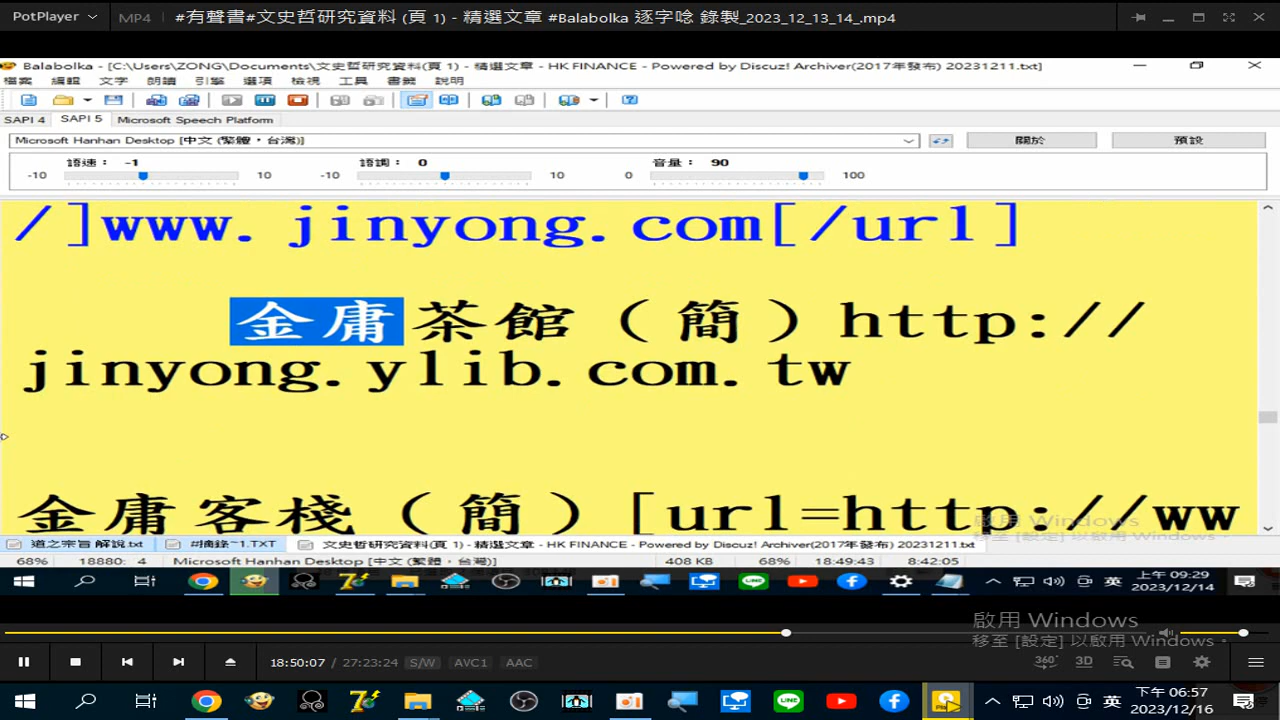 PotPlayer
MP4
#有聲書#文史哲研究資料 (頁 1) - 精選文章 #Balabolka 逐字唸 錄製_2023_12_13_14_.mp4
Balabolka - [C:\Users\ZONG\Documents\文史哲研究資料(頁 1) - 精選文章 - HK FINANCE - Powered by Discuz! Archiver(2017年發布) 20231211.txt]
檔案 編輯 文字 朗讀 引擎 選項 檢視 工具 書籤 說明
SAPI 4 SAPI 5 Microsoft Speech Platform
Microsoft Hanhan Desktop [中文 (繁體，台灣)]
關於 預設
語速： -1 語調： 0 音量： 90
-10 10 -10 10 0 100
/]www.jinyong.com[/url]
金庸茶館（簡）http://
jinyong.ylib.com.tw
金庸客棧（簡）[url=http://ww
啟用 Windows
移至 [設定] 以啟用 Windows。
道之宗旨 解說.txt #摘錄~1.TXT 文史哲研究資料(頁 1) - 精選文章 - HK FINANCE - Powered by Discuz! Archiver(2017年發布) 20231211.txt
68% 18880: 4 Microsoft Hanhan Desktop [中文 (繁體，台灣)] 408 KB 68% 18:49:43 8:42:05
英 上午 09:29
2023/12/14
啟用 Windows
移至 [設定] 以啟用 Windows。
18:50:07 / 27:23:24 S/W AVC1 AAC
360° 3D
英 下午 06:57
2023/12/16